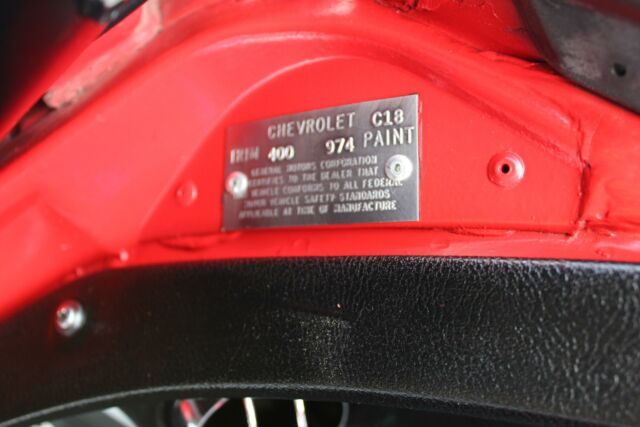 CHEVROLET C18
TRIM 400 974 PAINT
GENERAL MOTORS CORPORATION
CERTIFIES TO THE DEALER THAT
VEHICLE CONFORMS TO ALL FEDERAL
MOTOR VEHICLE SAFETY STANDARDS
APPLICABLE AT TIME OF MANUFACTURE